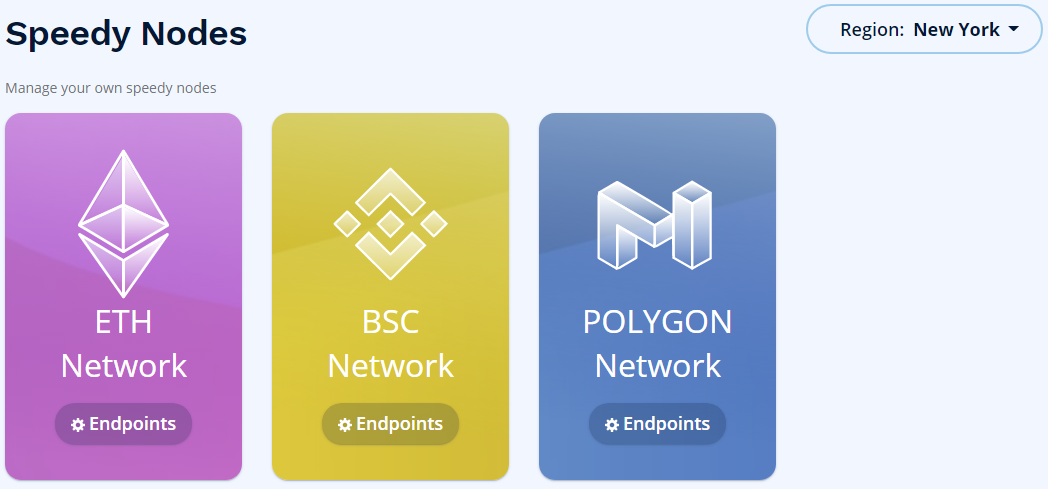 Speedy Nodes
Region: New York
Manage your own speedy nodes
ETH
Network
Endpoints
BSC
Network
Endpoints
POLYGON
Network
Endpoints